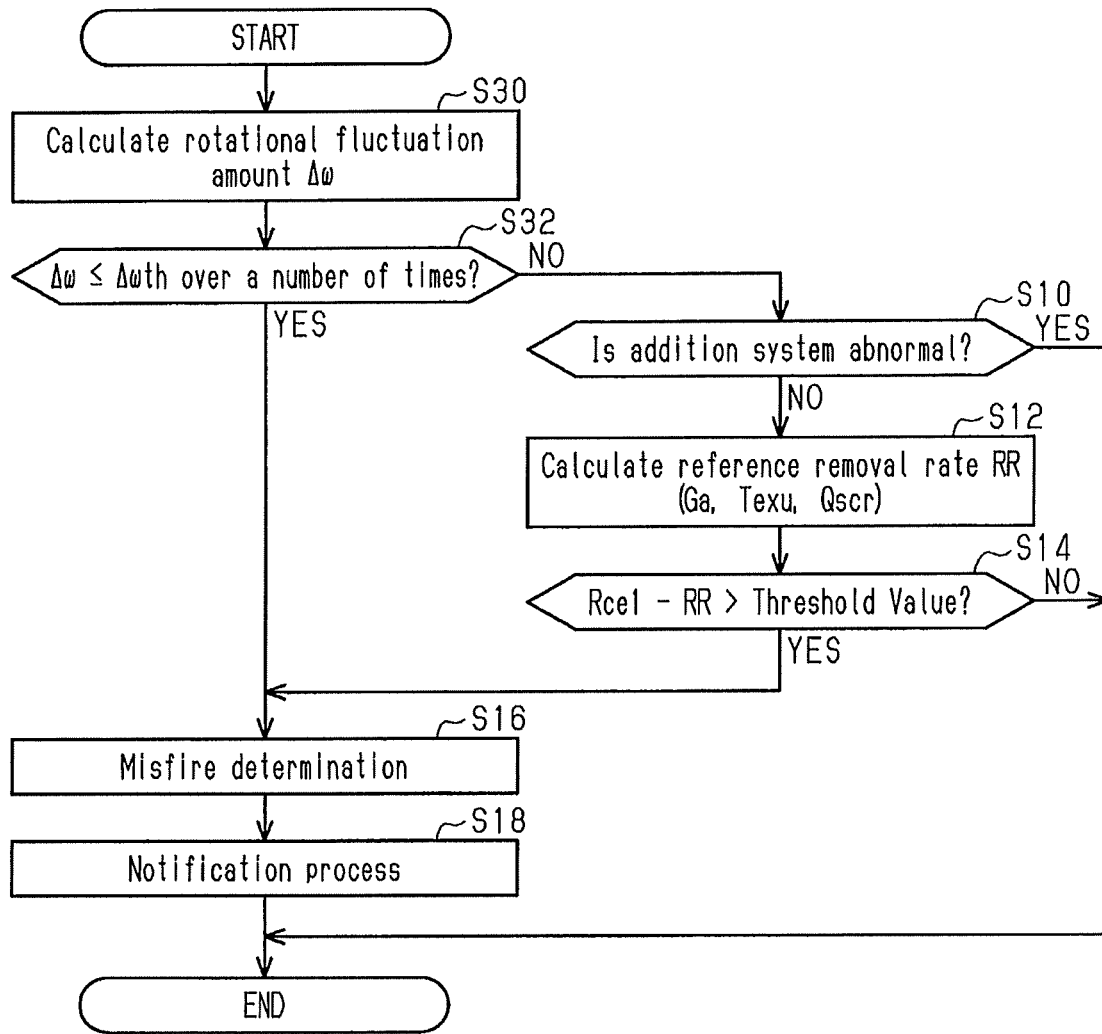 START
S30
Calculate rotational fluctuation
amount Δω
S32
Δω ≤ Δωth over a number of times?
NO
YES
S10
Is addition system abnormal?
YES
NO
S12
Calculate reference removal rate RR
(Ga, Texu, Qscr)
S14
Rce1 - RR > Threshold Value?
NO
YES
S16
Misfire determination
S18
Notification process
END